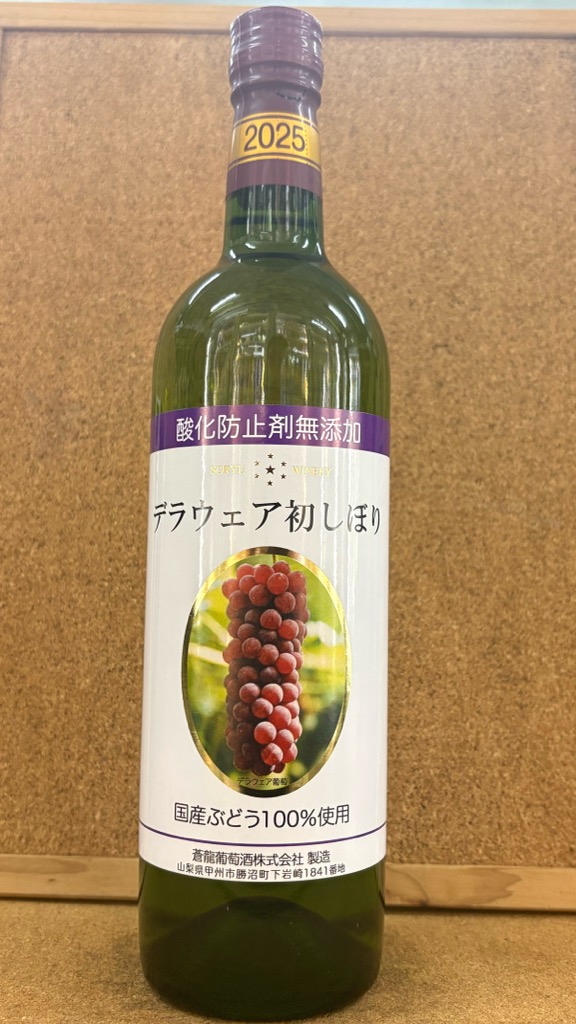 2025
酸化防止剤無添加
SORYU WINERY
デラウェア初しぼり
デラウェア葡萄
国産ぶどう100%使用
蒼龍葡萄酒株式会社 製造
山梨県甲州市勝沼町下岩崎1841番地